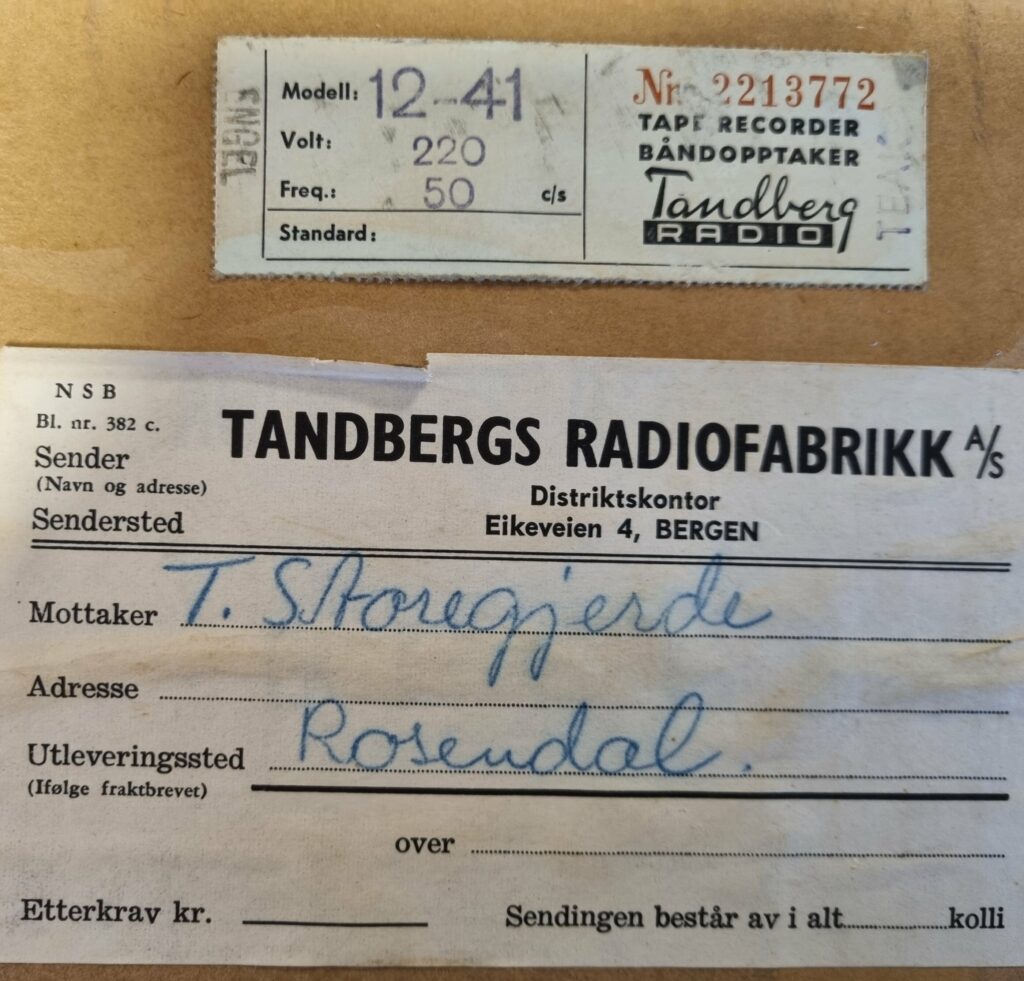 ENGEL
Modell: 12-41
Volt: 220
Freq.: 50 c/s
Standard:
Nr. 2213772
TAPE RECORDER
BÅNDOPPTAKER
Tandberg
RADIO
TEAK
NSB
Bl. nr. 382 c.
TANDBERGS RADIOFABRIKK A/S
Sender
(Navn og adresse)
Distriktskontor
Sendersted
Eikeveien 4, BERGEN
Mottaker T. Storegjerde
Adresse
Utleveringssted Rosendal.
(Ifølge fraktbrevet)
over
Etterkrav kr.
Sendingen består av i alt kolli